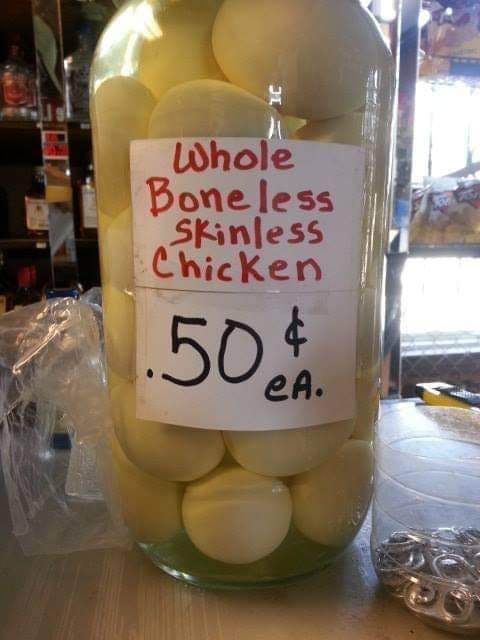 Whole
Boneless
Skinless
Chicken
.50¢
eA.